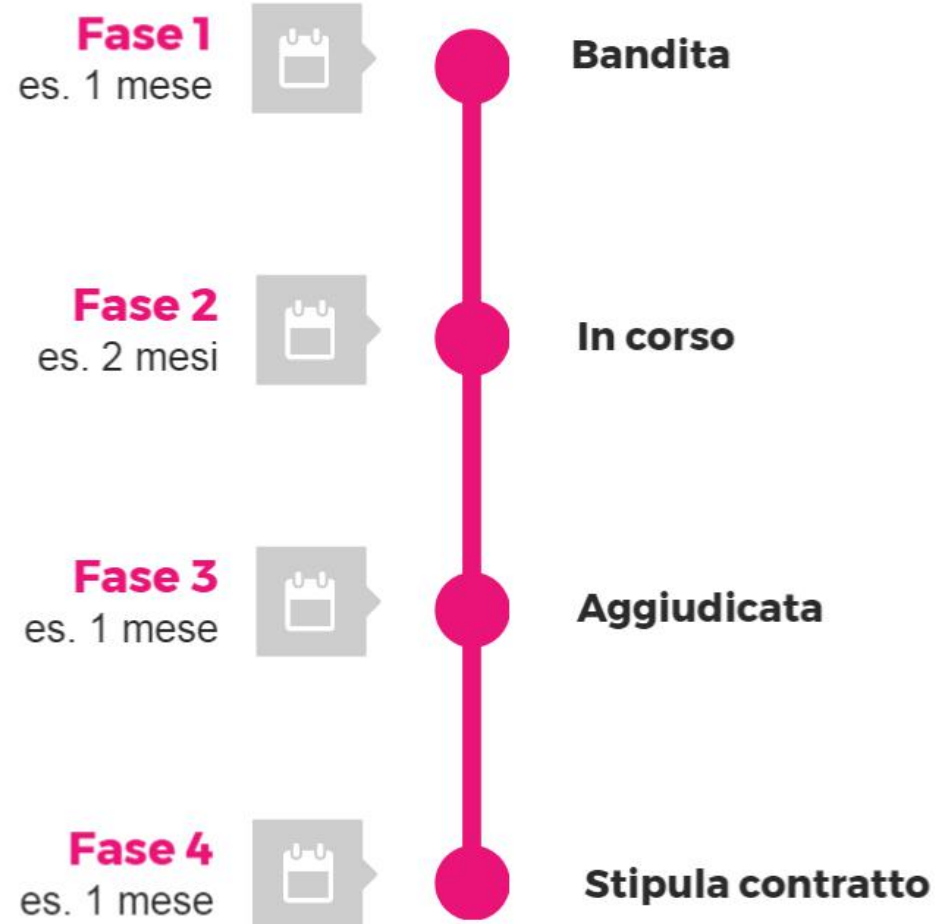 Fase 1
es. 1 mese
Bandita
Fase 2
es. 2 mesi
In corso
Fase 3
es. 1 mese
Aggiudicata
Fase 4
es. 1 mese
Stipula contratto